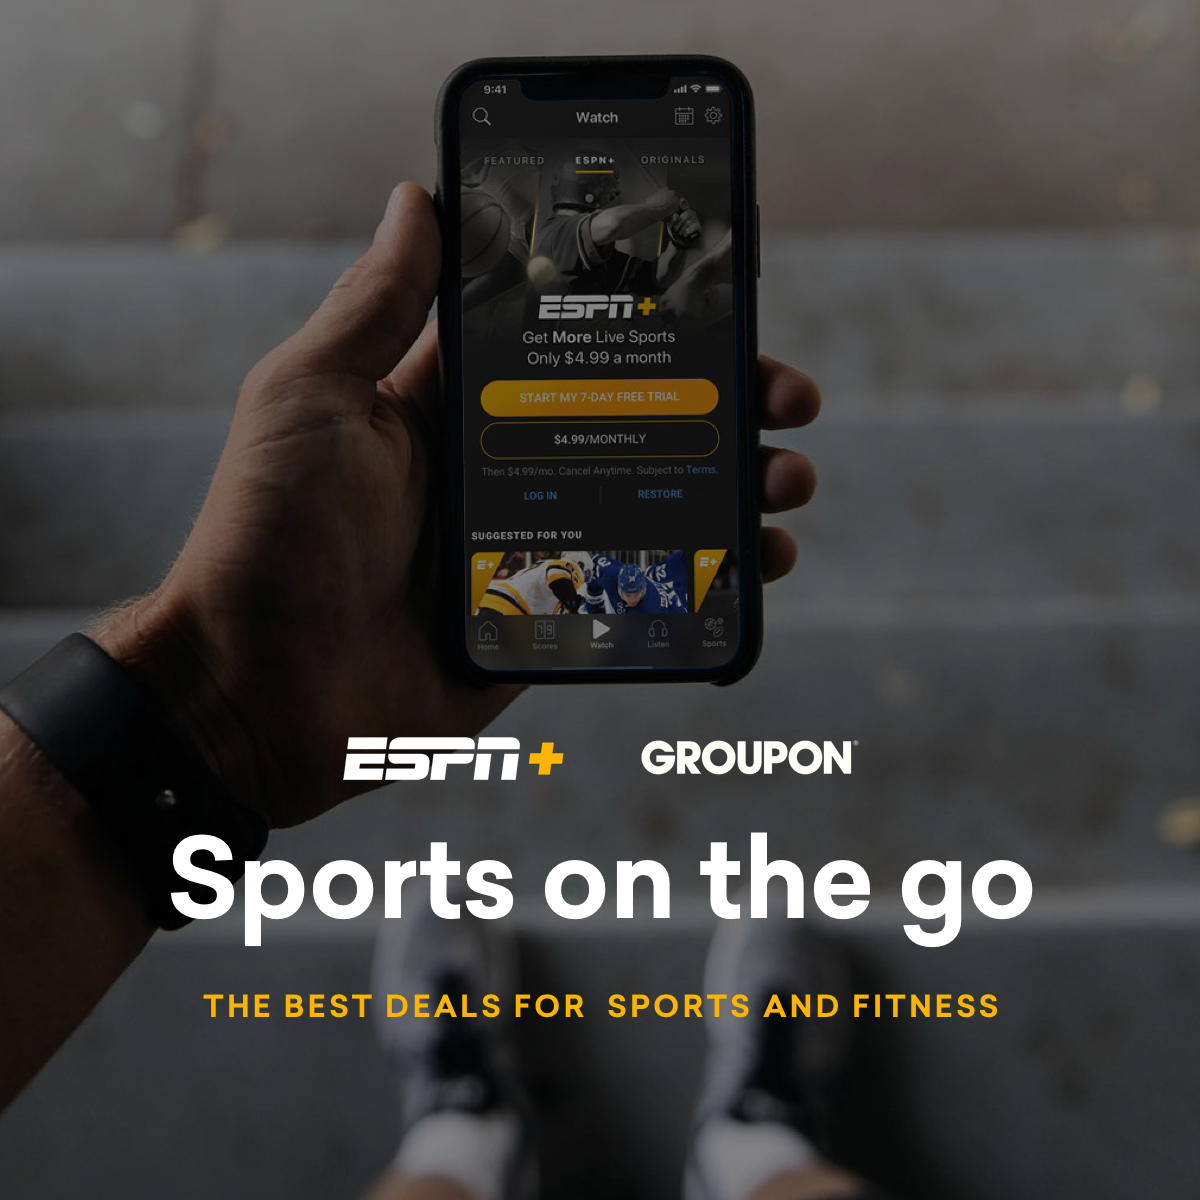 9:41
Watch
FEATURED ESPN+ ORIGINALS
ESPN+
Get More Live Sports
Only $4.99 a month
START MY 7-DAY FREE TRIAL
$4.99/MONTHLY
Then $4.99/mo. Cancel Anytime. Subject to Terms.
LOG IN RESTORE
SUGGESTED FOR YOU
E+ E+
Home Scores Watch Listen Sports
ESPN+ GROUPON®
Sports on the go
THE BEST DEALS FOR SPORTS AND FITNESS